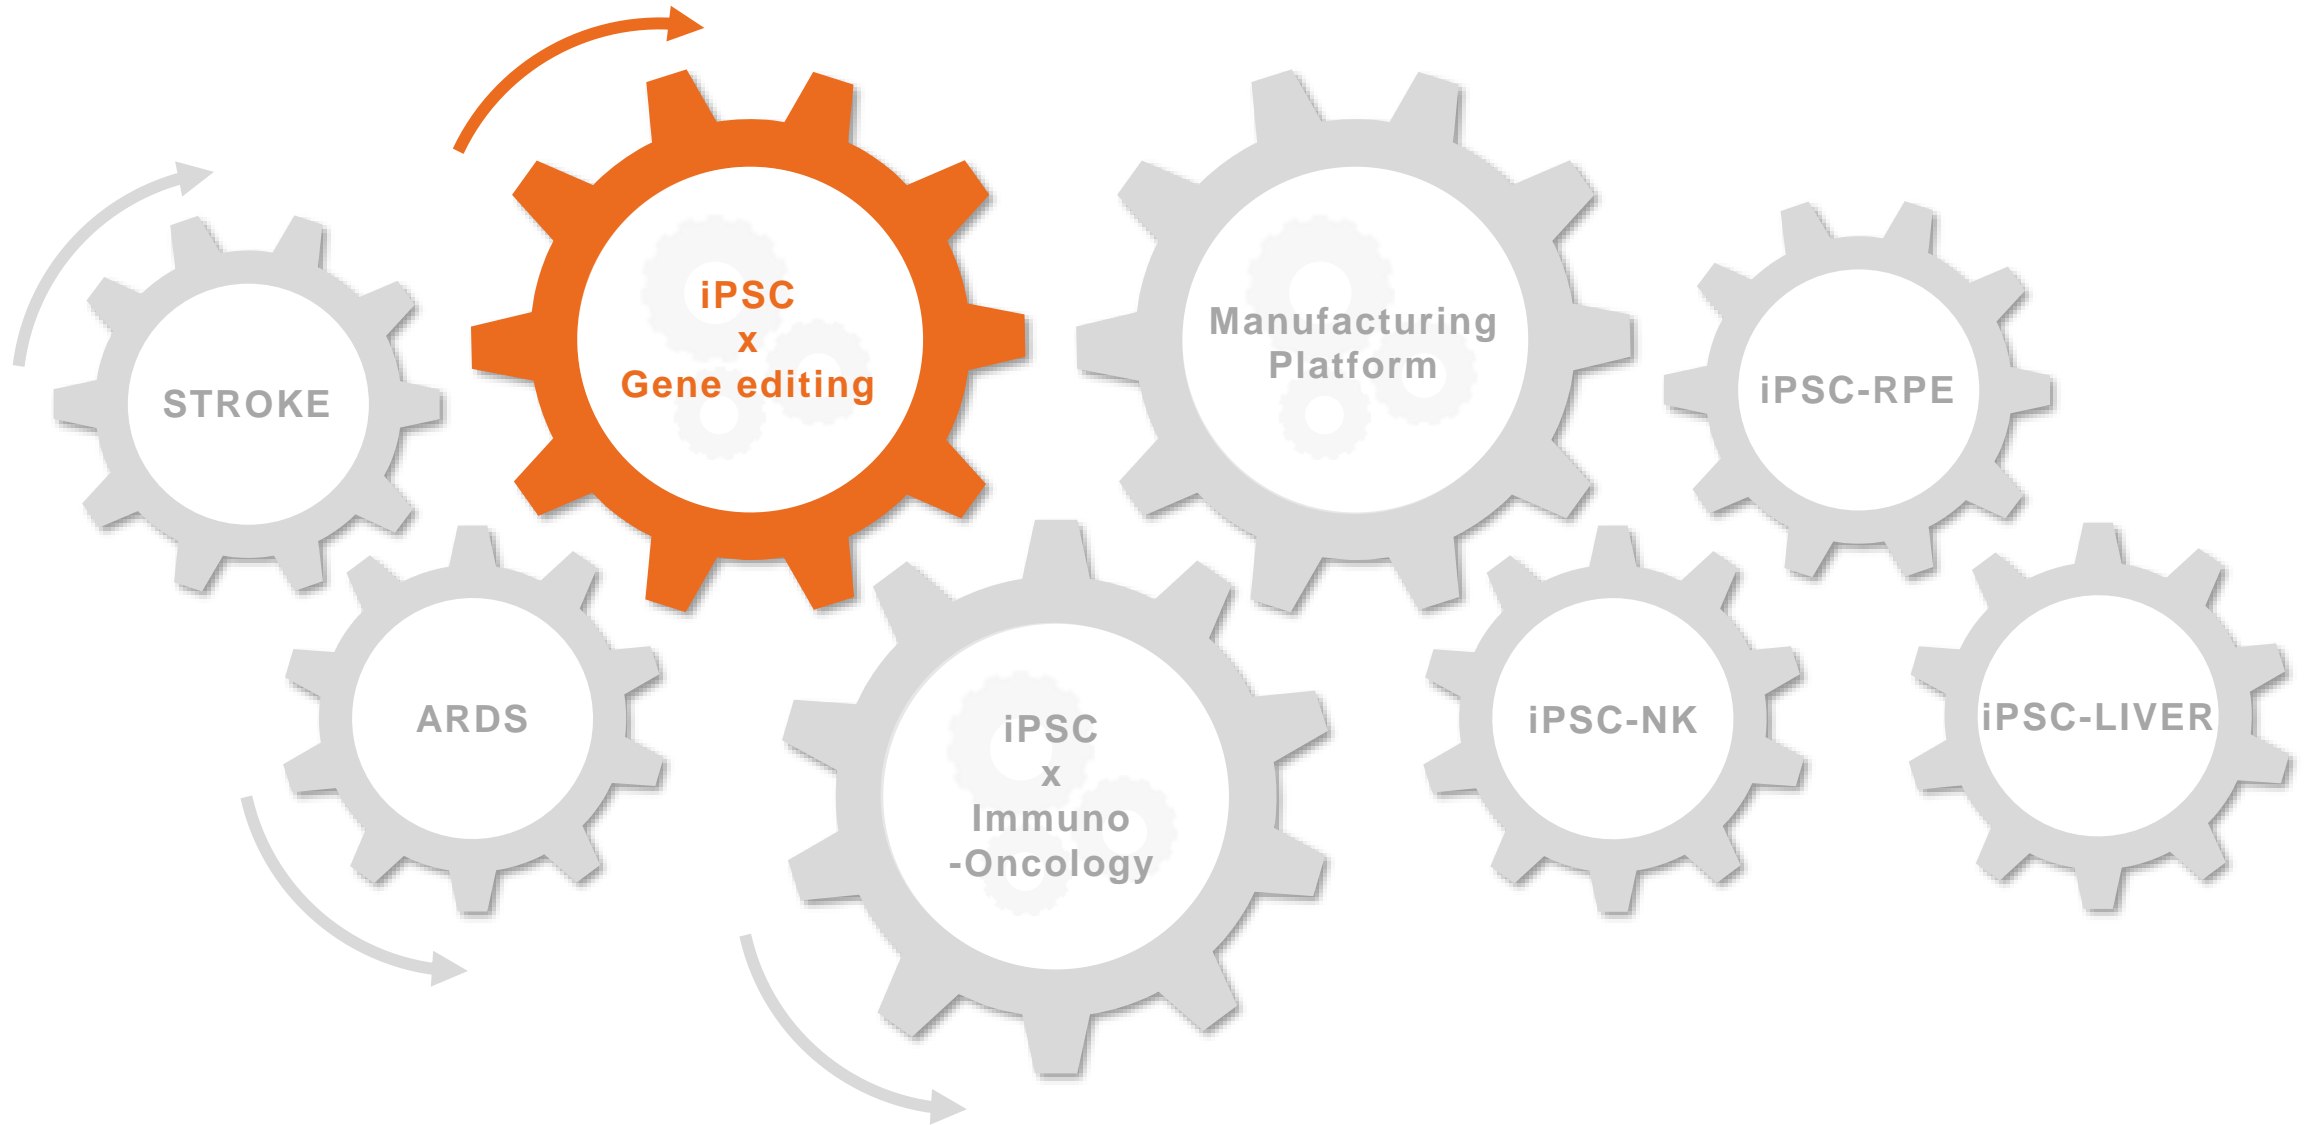 STROKE
iPSC
x
Gene editing
Manufacturing
Platform
iPSC-RPE
ARDS
iPSC
x
Immuno
-Oncology
iPSC-NK
iPSC-LIVER